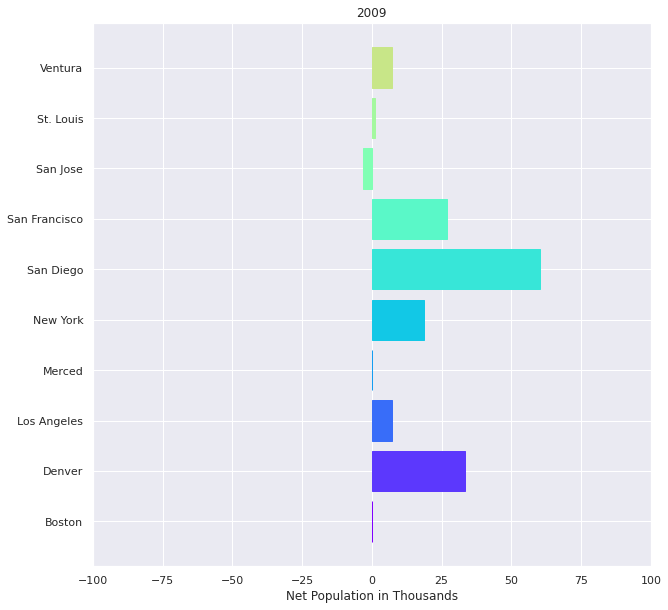 2009
Ventura
St. Louis
San Jose
San Francisco
San Diego
New York
Merced
Los Angeles
Denver
Boston
−100 −75 −50 −25 0 25 50 75 100
Net Population in Thousands